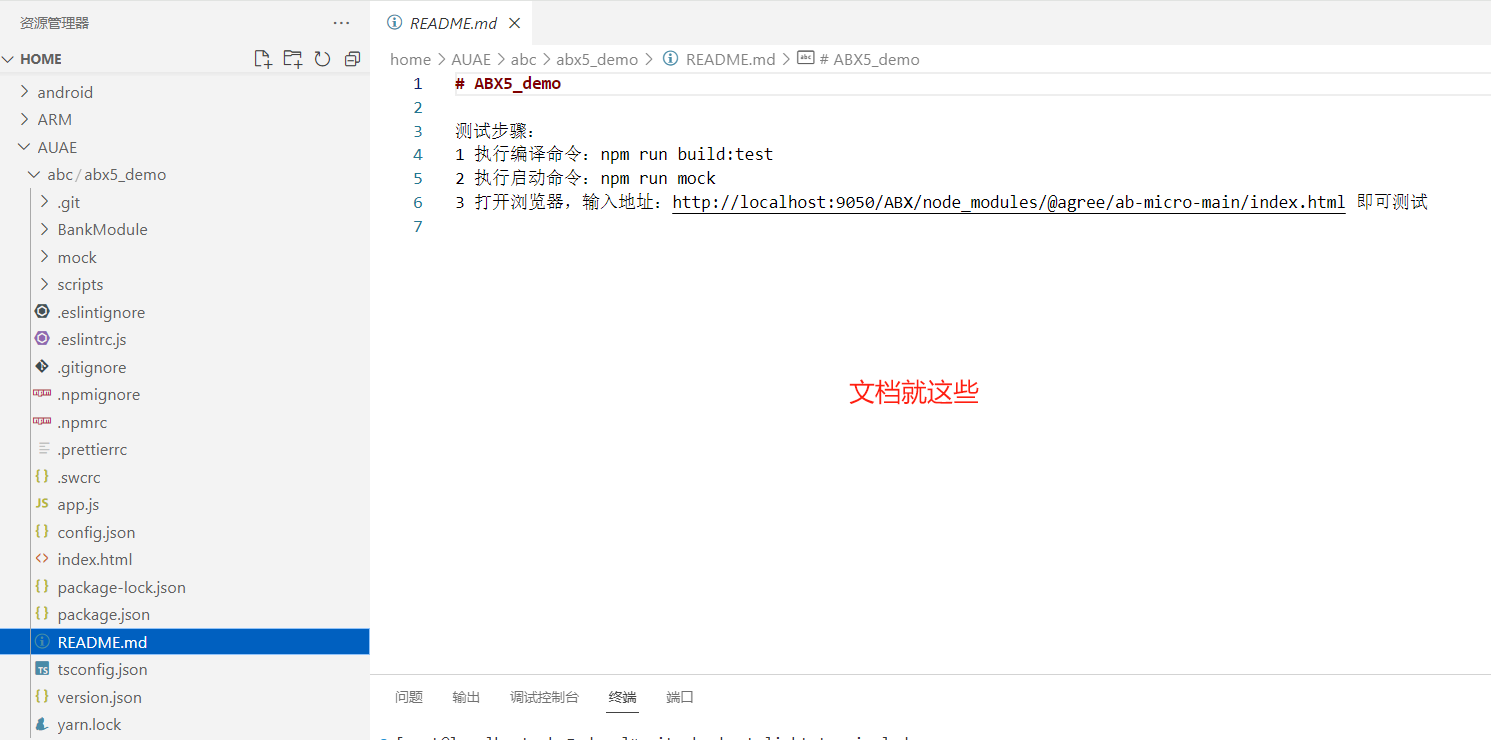 资源管理器
···
HOME
android
ARM
AUAE
abc / abx5_demo
.git
BankModule
mock
scripts
.eslintignore
.eslintrc.js
.gitignore
.npmignore
.npmrc
.prettierrc
.swcrc
JS app.js
config.json
index.html
package-lock.json
package.json
README.md
TS tsconfig.json
version.json
yarn.lock
README.md
home > AUAE > abc > abx5_demo > README.md > # ABX5_demo
1 # ABX5_demo
2
3 测试步骤：
4 1 执行编译命令：npm run build:test
5 2 执行启动命令：npm run mock
6 3 打开浏览器，输入地址：http://localhost:9050/ABX/node_modules/@agree/ab-micro-main/index.html 即可测试
7
文档就这些
问题 输出 调试控制台 终端 端口